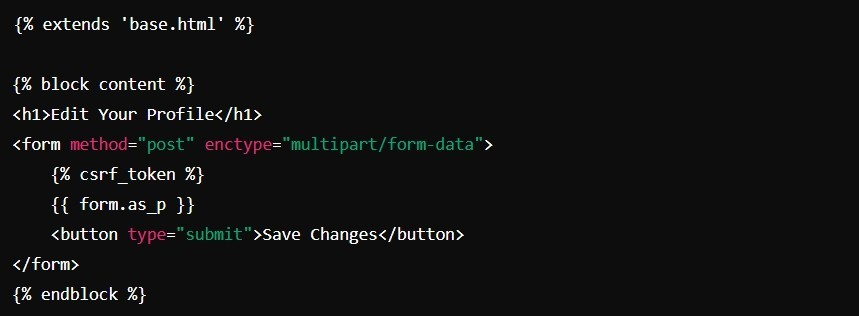 {% extends 'base.html' %}
{% block content %}
<h1>Edit Your Profile</h1>
<form method="post" enctype="multipart/form-data">
{% csrf_token %}
{{ form.as_p }}
<button type="submit">Save Changes</button>
</form>
{% endblock %}